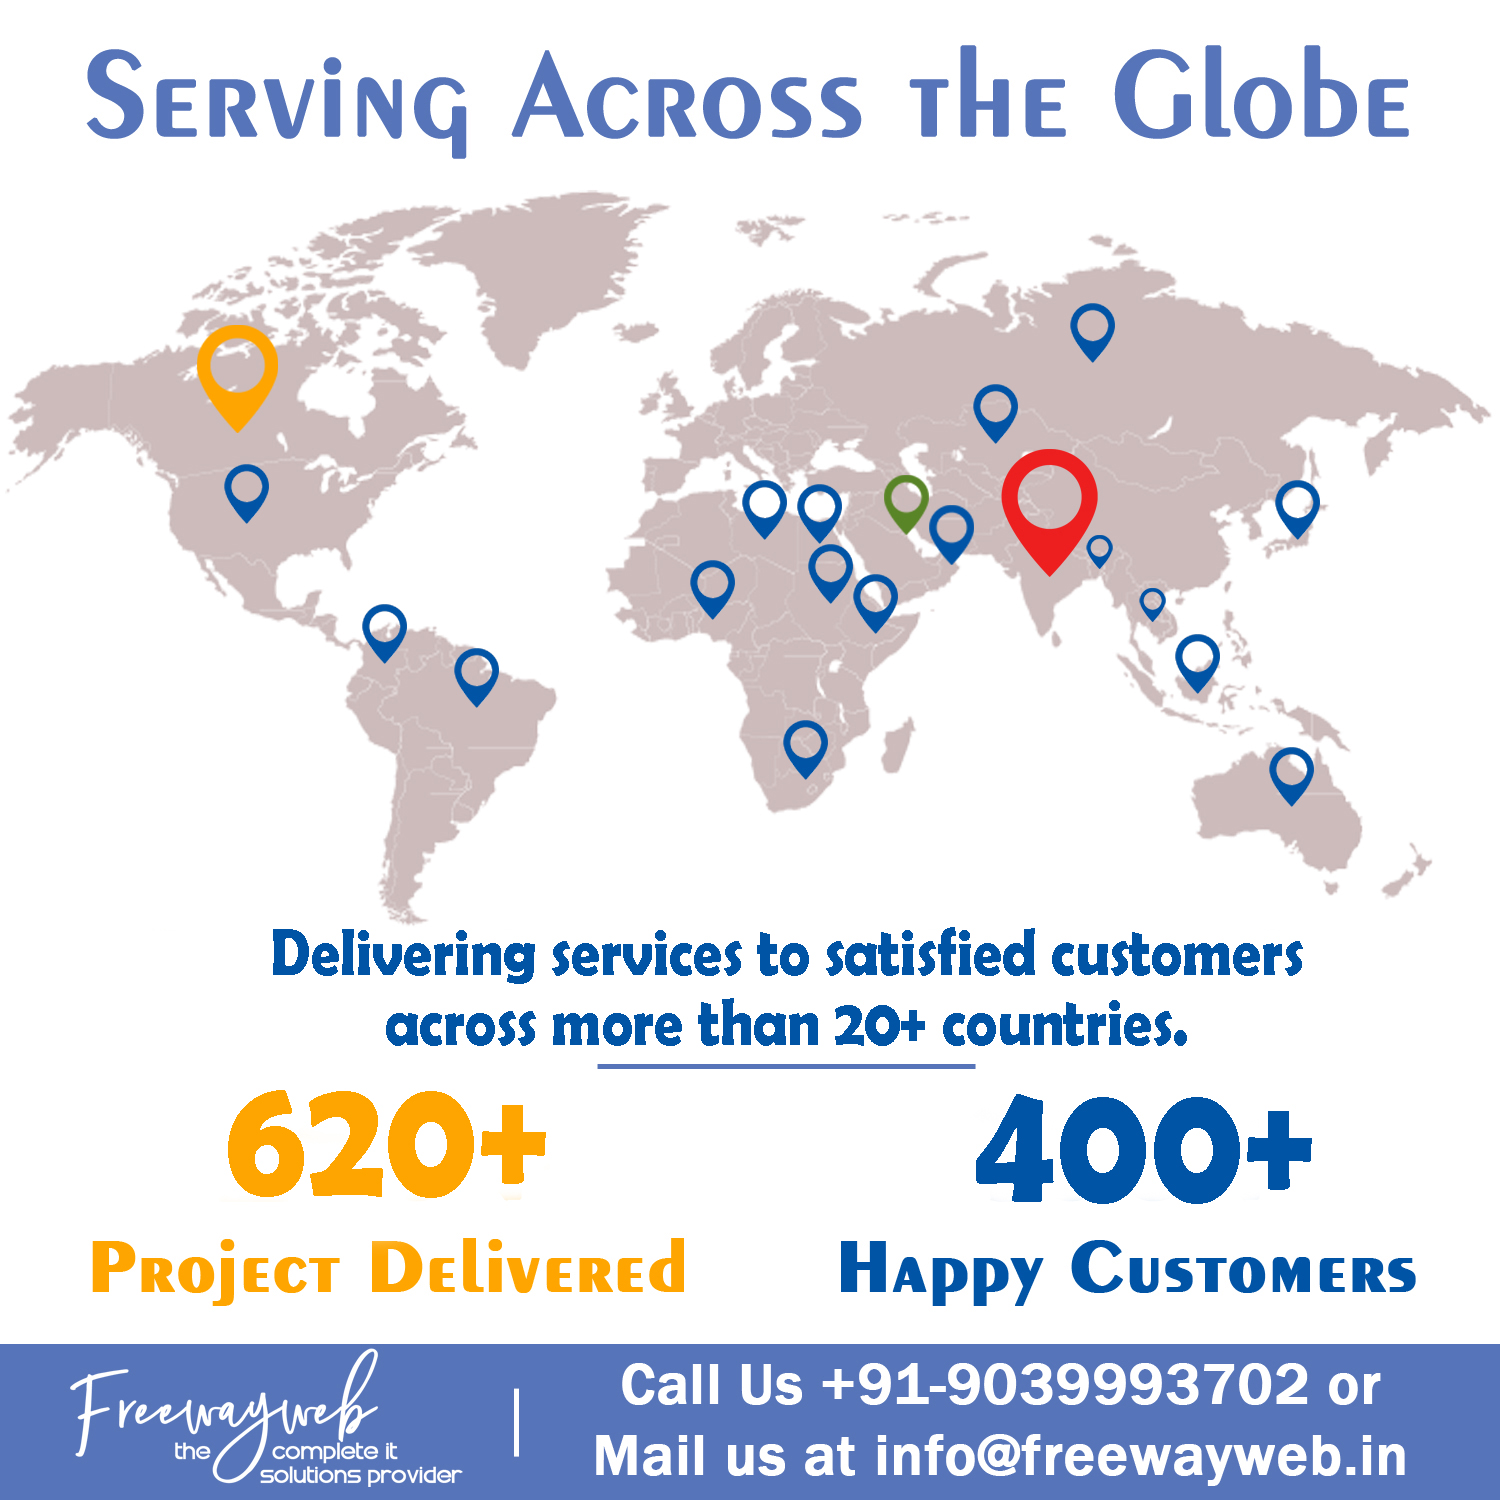 Serving Across the Globe
Delivering services to satisfied customers
across more than 20+ countries.
620+
Project Delivered
400+
Happy Customers
Freewayweb
the complete it
solutions provider
Call Us +91-9039993702 or
Mail us at info@freewayweb.in